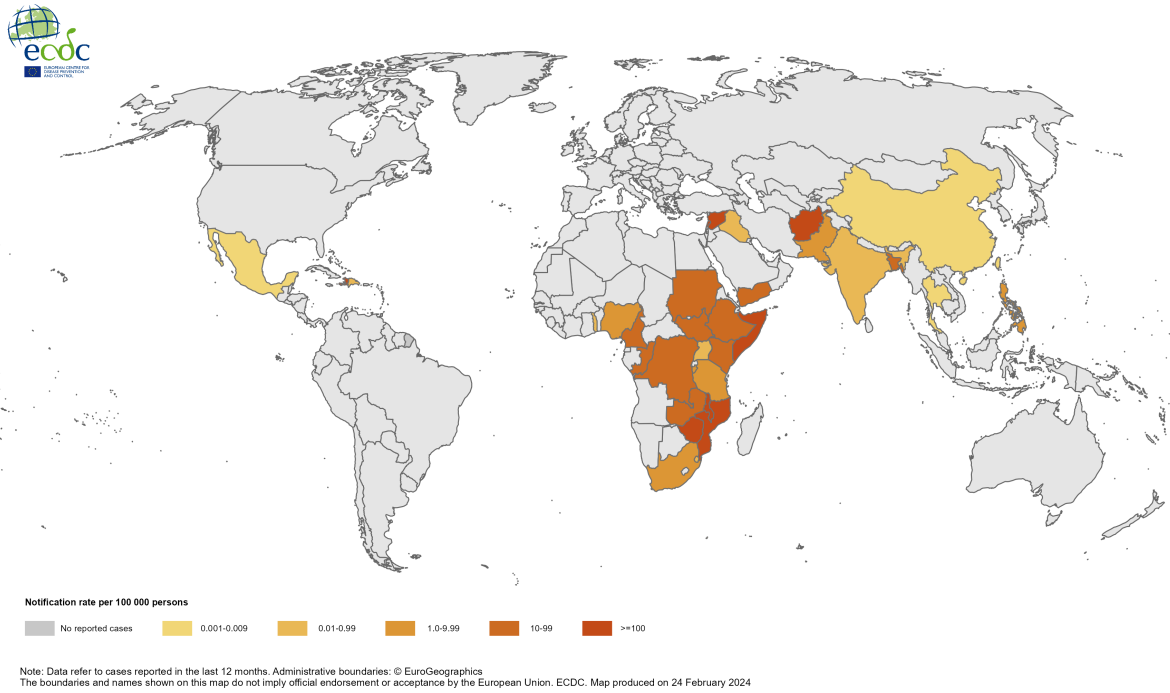 ecdc
EUROPEAN CENTRE FOR
DISEASE PREVENTION
AND CONTROL
Notification rate per 100 000 persons
No reported cases
0.001-0.009
0.01-0.99
1.0-9.99
10-99
>=100
Note: Data refer to cases reported in the last 12 months. Administrative boundaries: © EuroGeographics
The boundaries and names shown on this map do not imply official endorsement or acceptance by the European Union. ECDC. Map produced on 24 February 2024